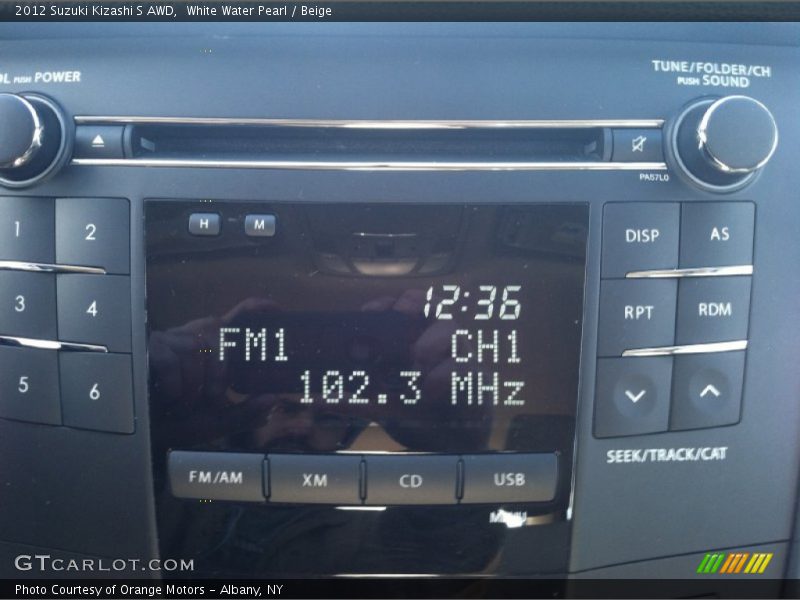 2012 Suzuki Kizashi S AWD,  White Water Pearl / Beige
PUSH POWER
TUNE/FOLDER/CH
PUSH SOUND
PA57L0
1 2
H M
DISP AS
12:36
3 4
RPT RDM
FM1 CH1
102.3 MHz
5 6
SEEK/TRACK/CAT
FM/AM XM CD USB
GTCARLOT.COM
Photo Courtesy of Orange Motors - Albany, NY